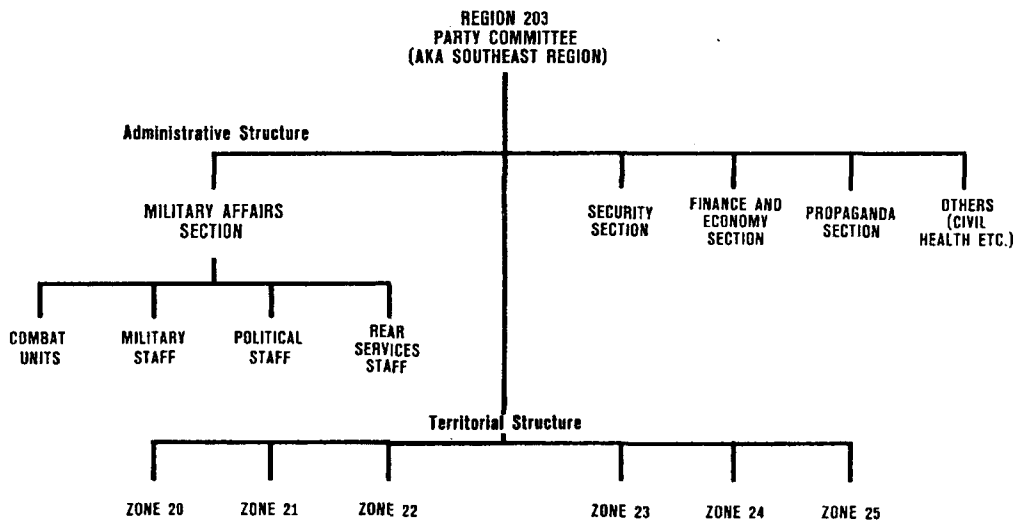 REGION 203
PARTY COMMITTEE
(AKA SOUTHEAST REGION)
Administrative Structure
MILITARY AFFAIRS
SECTION
SECURITY
SECTION
FINANCE AND
ECONOMY
SECTION
PROPAGANDA
SECTION
OTHERS
(CIVIL
HEALTH ETC.)
COMBAT
UNITS
MILITARY
STAFF
POLITICAL
STAFF
REAR
SERVICES
STAFF
Territorial Structure
ZONE 20
ZONE 21
ZONE 22
ZONE 23
ZONE 24
ZONE 25